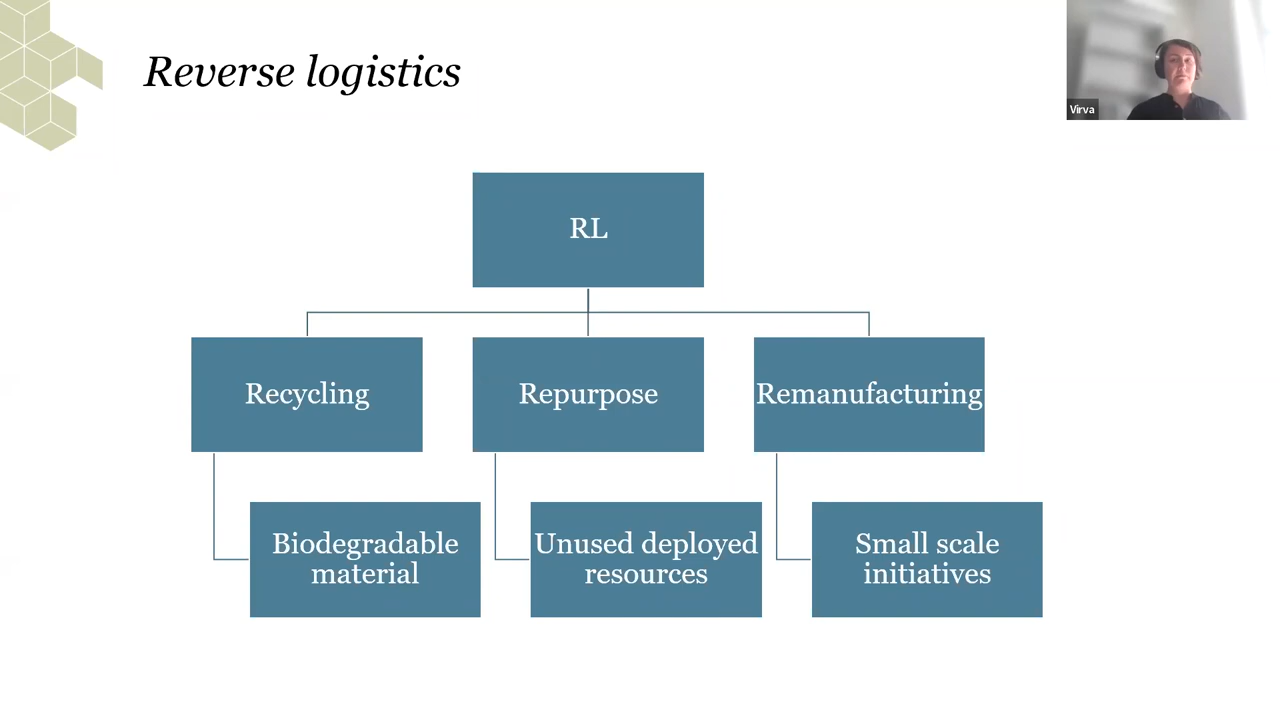 Reverse logistics
Virva
RL
Recycling
Repurpose
Remanufacturing
Biodegradable
material
Unused deployed
resources
Small scale
initiatives